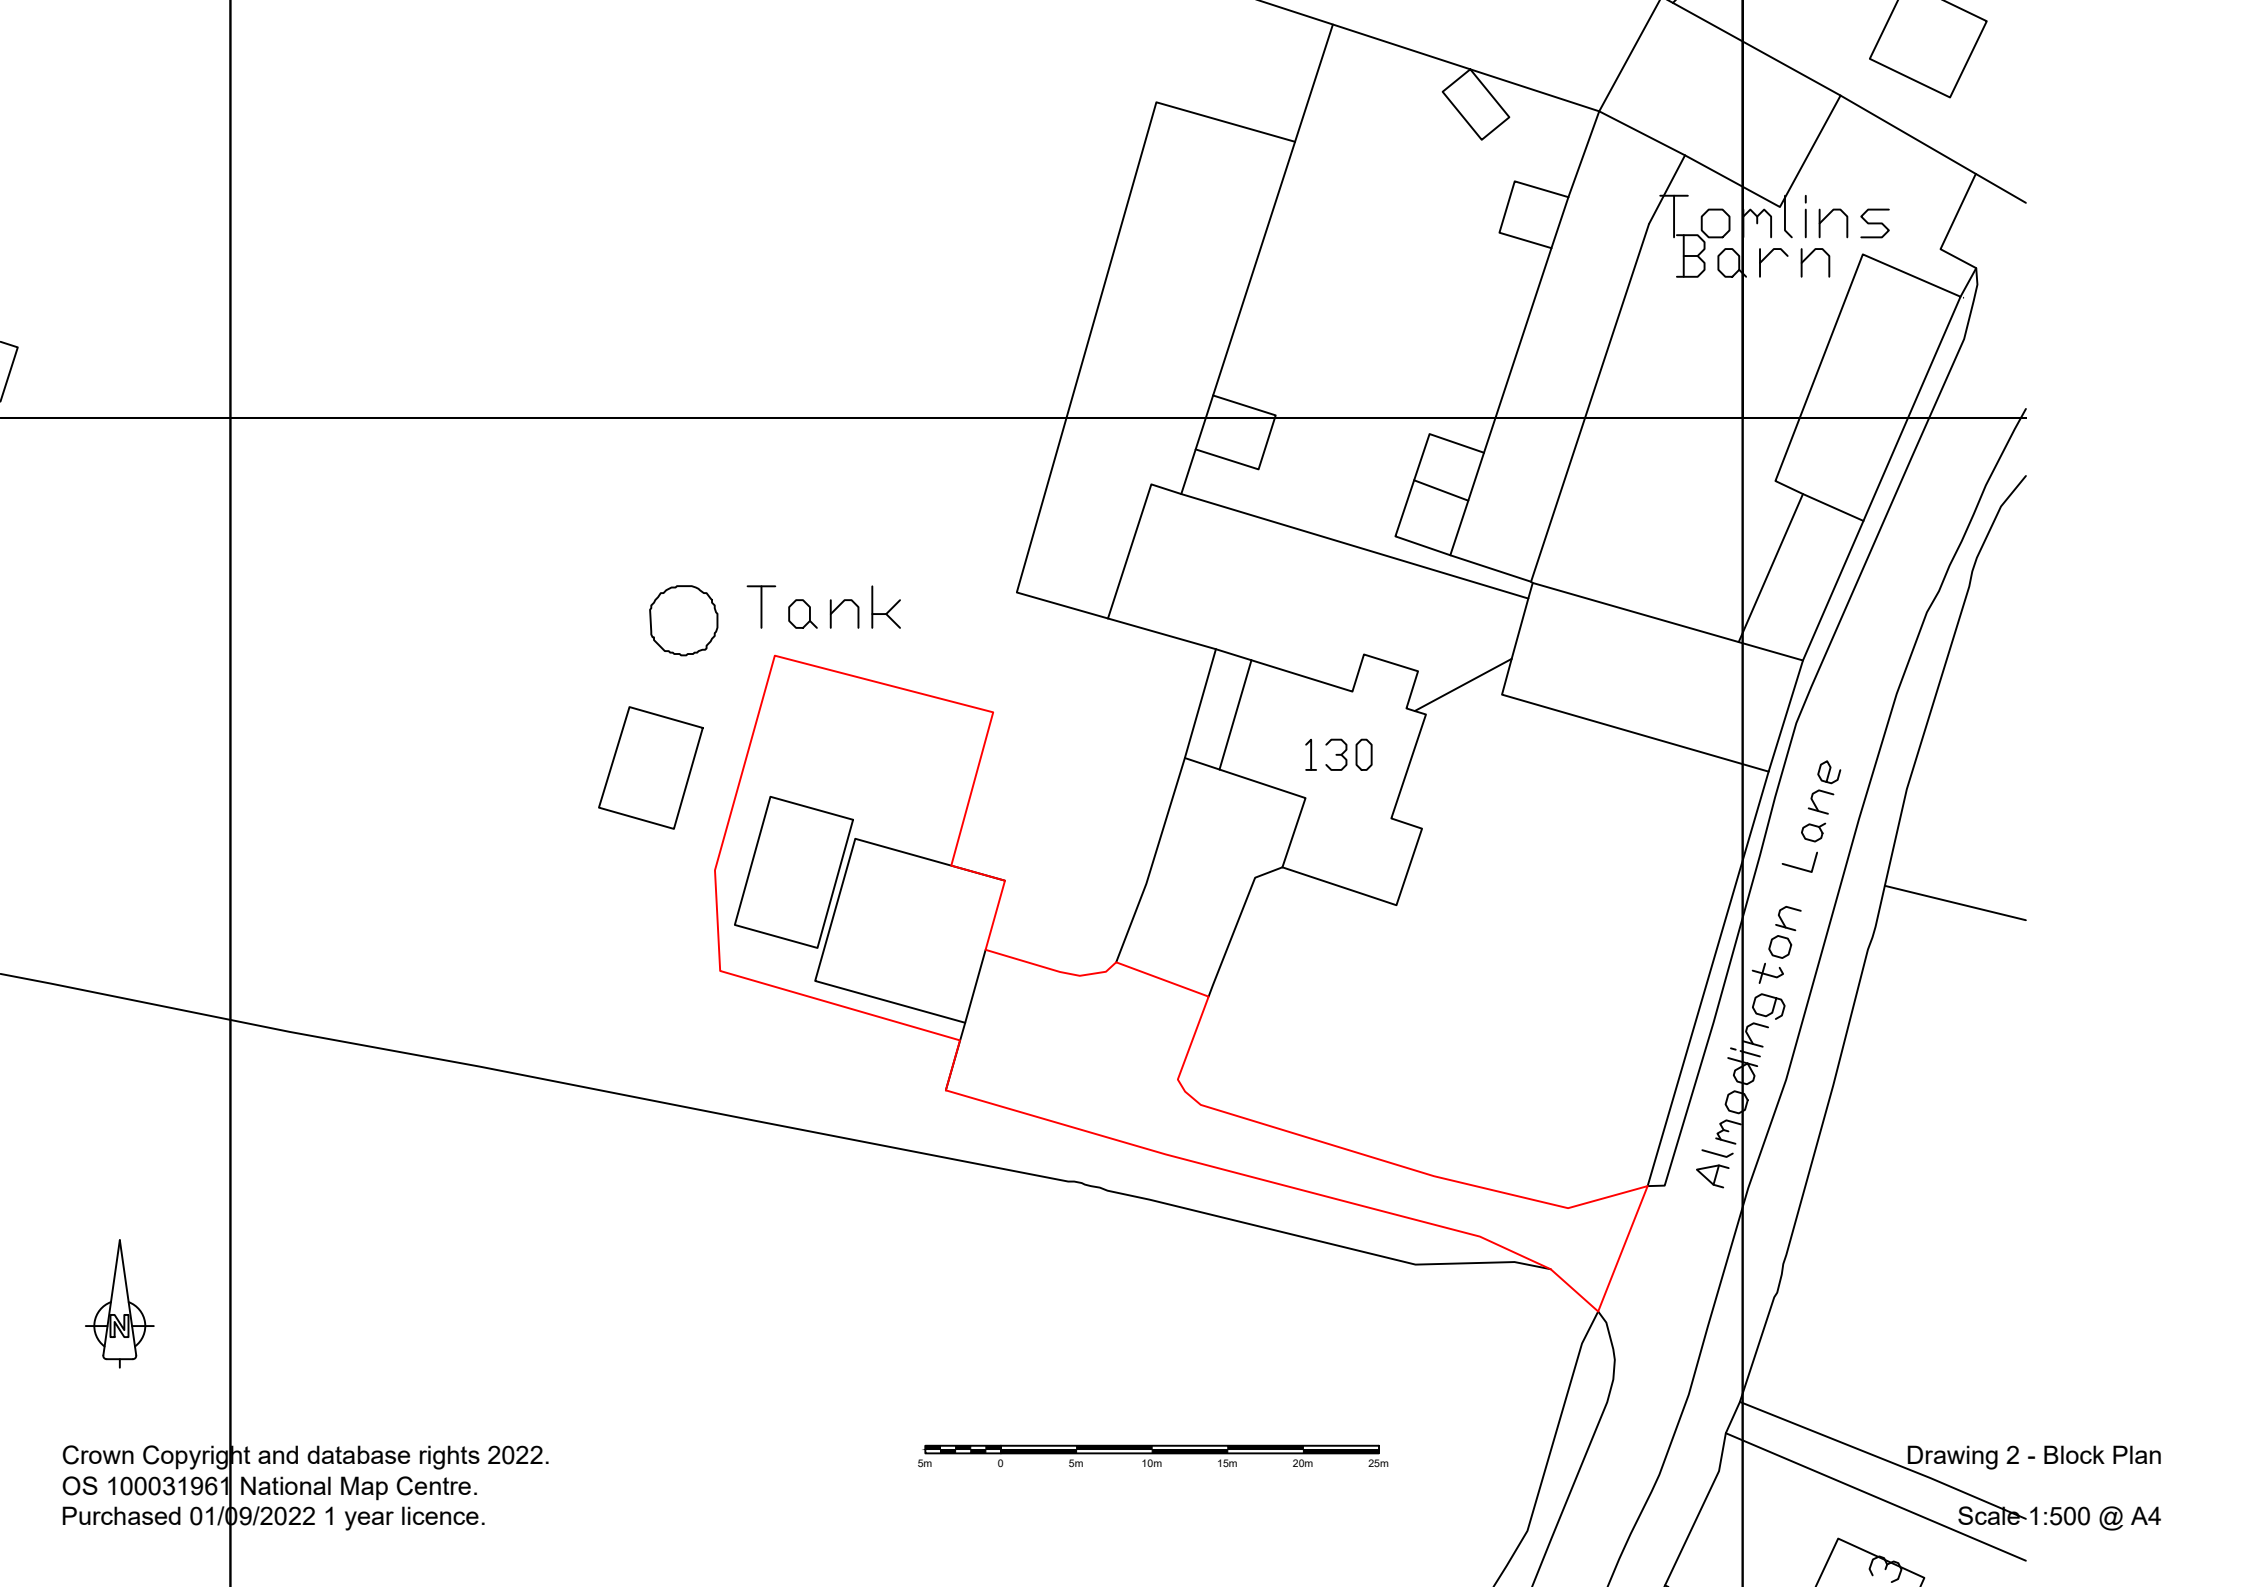 Tomlins
Barn
Tank
130
Almodington Lane
N
5m 0 5m 10m 15m 20m 25m
Crown Copyright and database rights 2022.
OS 100031961 National Map Centre.
Purchased 01/09/2022 1 year licence.
Drawing 2 - Block Plan
Scale 1:500 @ A4
3